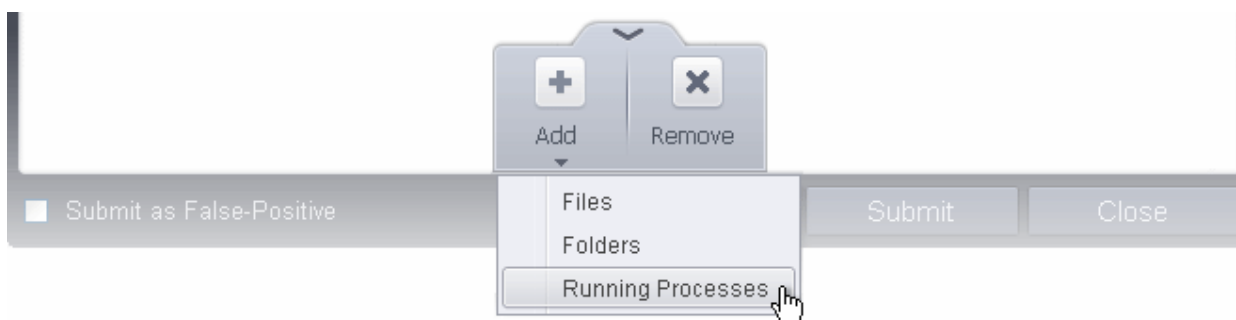 Add Remove
Files
Submit as False-Positive Submit Close
Folders
Running Processes